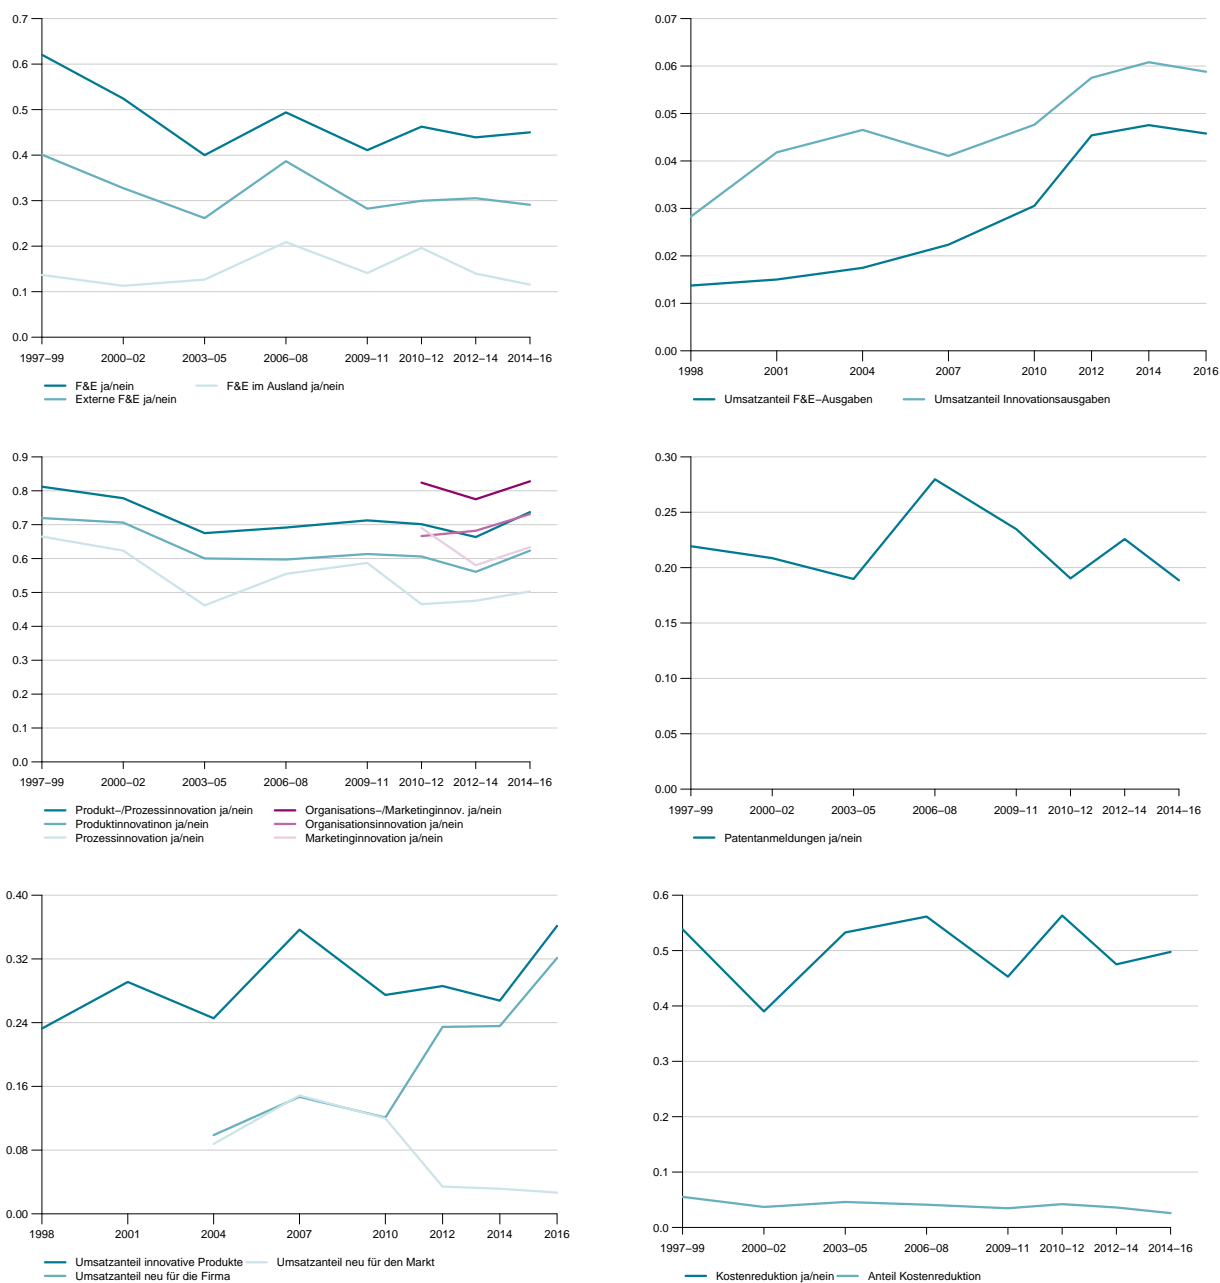 0.7
0.6
0.5
0.4
0.3
0.2
0.1
0.0
1997–99 2000–02 2003–05 2006–08 2009–11 2010–12 2012–14 2014–16
F&E ja/nein F&E im Ausland ja/nein
Externe F&E ja/nein
0.07
0.06
0.05
0.04
0.03
0.02
0.01
0.00
1998 2001 2004 2007 2010 2012 2014 2016
Umsatzanteil F&E–Ausgaben Umsatzanteil Innovationsausgaben
0.9
0.8
0.7
0.6
0.5
0.4
0.3
0.2
0.1
0.0
1997–99 2000–02 2003–05 2006–08 2009–11 2010–12 2012–14 2014–16
Produkt–/Prozessinnovation ja/nein Organisations–/Marketinginnov. ja/nein
Produktinnovatinon ja/nein Organisationsinnovation ja/nein
Prozessinnovation ja/nein Marketinginnovation ja/nein
0.30
0.25
0.20
0.15
0.10
0.05
0.00
1997–99 2000–02 2003–05 2006–08 2009–11 2010–12 2012–14 2014–16
Patentanmeldungen ja/nein
0.40
0.32
0.24
0.16
0.08
0.00
1998 2001 2004 2007 2010 2012 2014 2016
Umsatzanteil innovative Produkte Umsatzanteil neu für den Markt
Umsatzanteil neu für die Firma
0.6
0.5
0.4
0.3
0.2
0.1
0.0
1997–99 2000–02 2003–05 2006–08 2009–11 2010–12 2012–14 2014–16
Kostenreduktion ja/nein Anteil Kostenreduktion